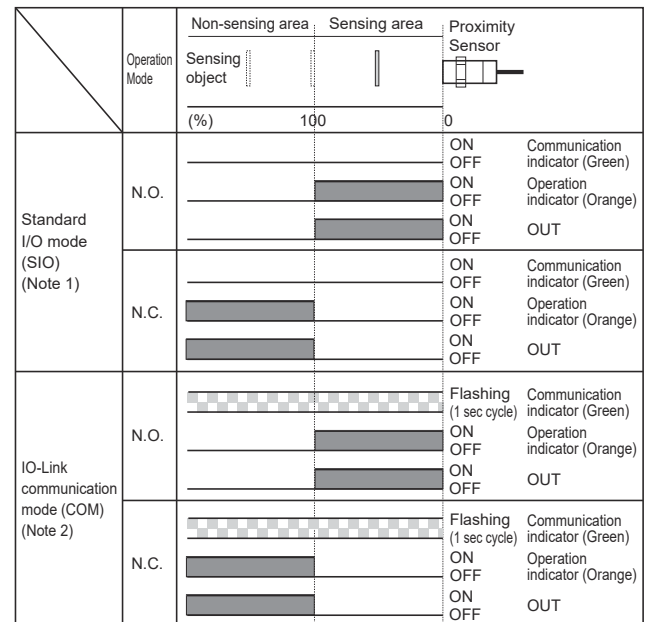 Non-sensing area
Sensing area
Proximity
Sensor
Operation
Mode
Sensing
object
(%)
100
0
Standard
I/O mode
(SIO)
(Note 1)
N.O.
ON
OFF
Communication
indicator (Green)
ON
OFF
Operation
indicator (Orange)
ON
OFF
OUT
N.C.
ON
OFF
Communication
indicator (Green)
ON
OFF
Operation
indicator (Orange)
ON
OFF
OUT
IO-Link
communication
mode (COM)
(Note 2)
N.O.
Flashing
(1 sec cycle)
Communication
indicator (Green)
ON
OFF
Operation
indicator (Orange)
ON
OFF
OUT
N.C.
Flashing
(1 sec cycle)
Communication
indicator (Green)
ON
OFF
Operation
indicator (Orange)
ON
OFF
OUT